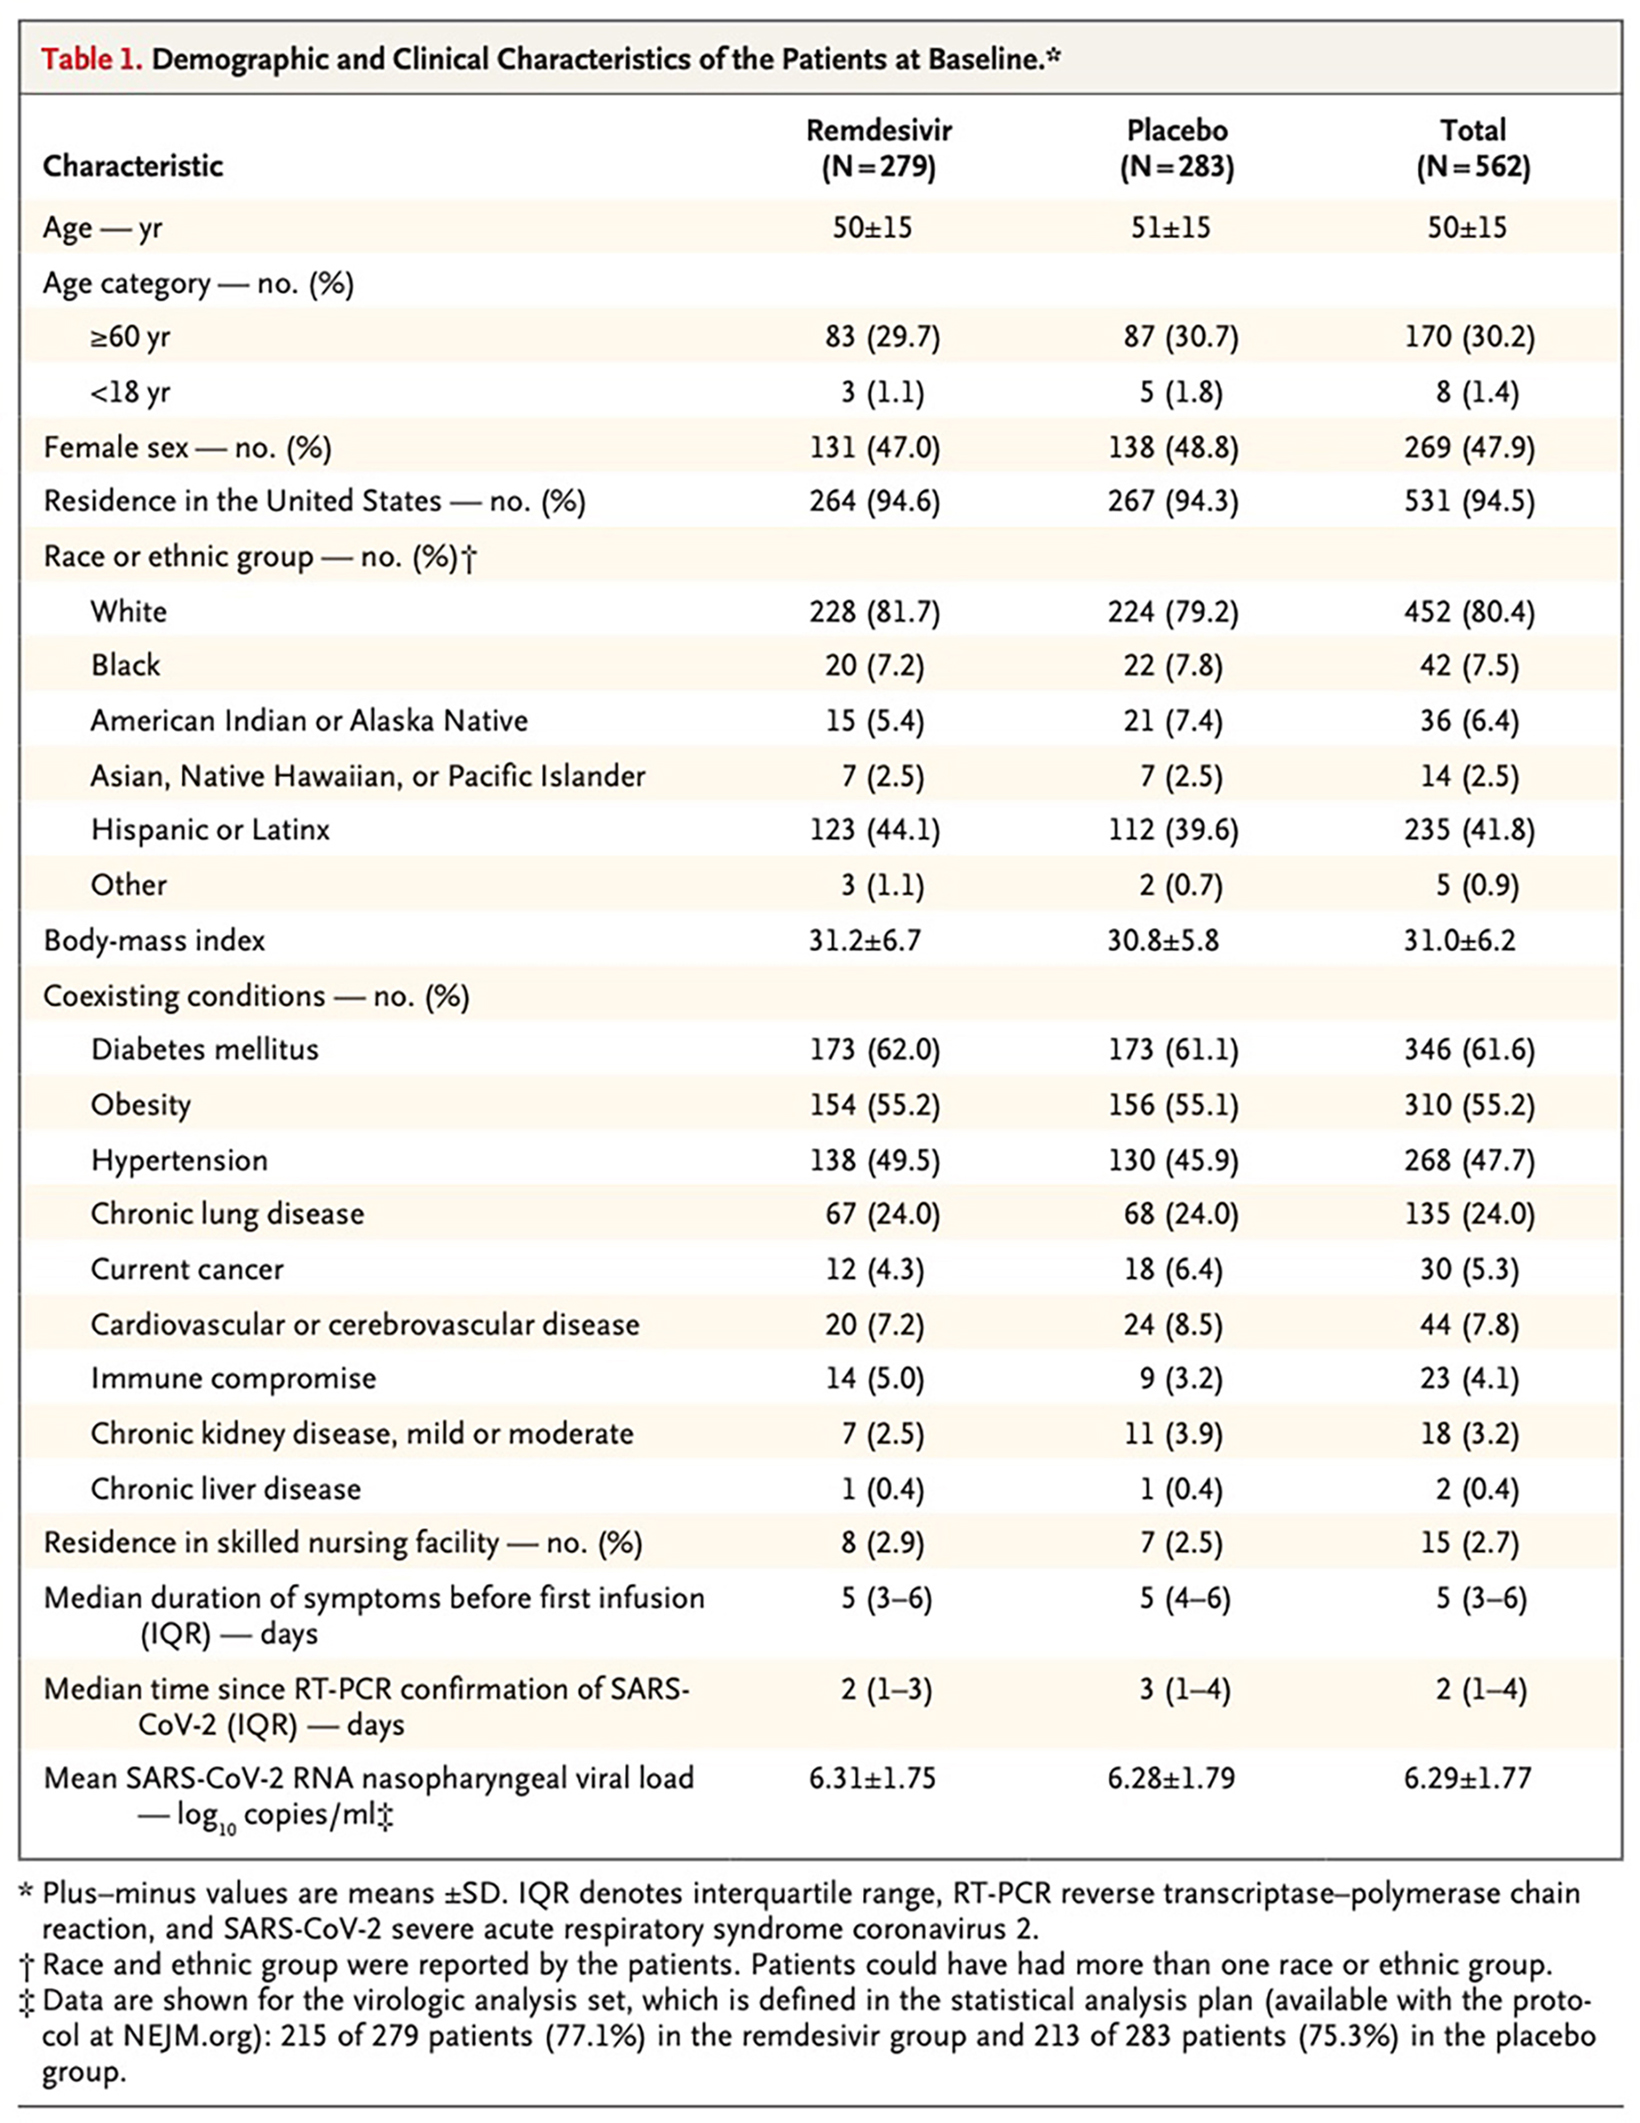 Table 1. Demographic and Clinical Characteristics of the Patients at Baseline.*
Characteristic Remdesivir (N=279) Placebo (N=283) Total (N=562)
Age — yr 50±15 51±15 50±15
Age category — no. (%)
≥60 yr 83 (29.7) 87 (30.7) 170 (30.2)
<18 yr 3 (1.1) 5 (1.8) 8 (1.4)
Female sex — no. (%) 131 (47.0) 138 (48.8) 269 (47.9)
Residence in the United States — no. (%) 264 (94.6) 267 (94.3) 531 (94.5)
Race or ethnic group — no. (%)†
White 228 (81.7) 224 (79.2) 452 (80.4)
Black 20 (7.2) 22 (7.8) 42 (7.5)
American Indian or Alaska Native 15 (5.4) 21 (7.4) 36 (6.4)
Asian, Native Hawaiian, or Pacific Islander 7 (2.5) 7 (2.5) 14 (2.5)
Hispanic or Latinx 123 (44.1) 112 (39.6) 235 (41.8)
Other 3 (1.1) 2 (0.7) 5 (0.9)
Body-mass index 31.2±6.7 30.8±5.8 31.0±6.2
Coexisting conditions — no. (%)
Diabetes mellitus 173 (62.0) 173 (61.1) 346 (61.6)
Obesity 154 (55.2) 156 (55.1) 310 (55.2)
Hypertension 138 (49.5) 130 (45.9) 268 (47.7)
Chronic lung disease 67 (24.0) 68 (24.0) 135 (24.0)
Current cancer 12 (4.3) 18 (6.4) 30 (5.3)
Cardiovascular or cerebrovascular disease 20 (7.2) 24 (8.5) 44 (7.8)
Immune compromise 14 (5.0) 9 (3.2) 23 (4.1)
Chronic kidney disease, mild or moderate 7 (2.5) 11 (3.9) 18 (3.2)
Chronic liver disease 1 (0.4) 1 (0.4) 2 (0.4)
Residence in skilled nursing facility — no. (%) 8 (2.9) 7 (2.5) 15 (2.7)
Median duration of symptoms before first infusion 5 (3–6) 5 (4–6) 5 (3–6)
(IQR) — days
Median time since RT-PCR confirmation of SARS- 2 (1–3) 3 (1–4) 2 (1–4)
CoV-2 (IQR) — days
Mean SARS-CoV-2 RNA nasopharyngeal viral load 6.31±1.75 6.28±1.79 6.29±1.77
— log₁₀ copies/ml‡
* Plus–minus values are means ±SD. IQR denotes interquartile range, RT-PCR reverse transcriptase–polymerase chain
reaction, and SARS-CoV-2 severe acute respiratory syndrome coronavirus 2.
† Race and ethnic group were reported by the patients. Patients could have had more than one race or ethnic group.
‡ Data are shown for the virologic analysis set, which is defined in the statistical analysis plan (available with the proto-
col at NEJM.org): 215 of 279 patients (77.1%) in the remdesivir group and 213 of 283 patients (75.3%) in the placebo
group.